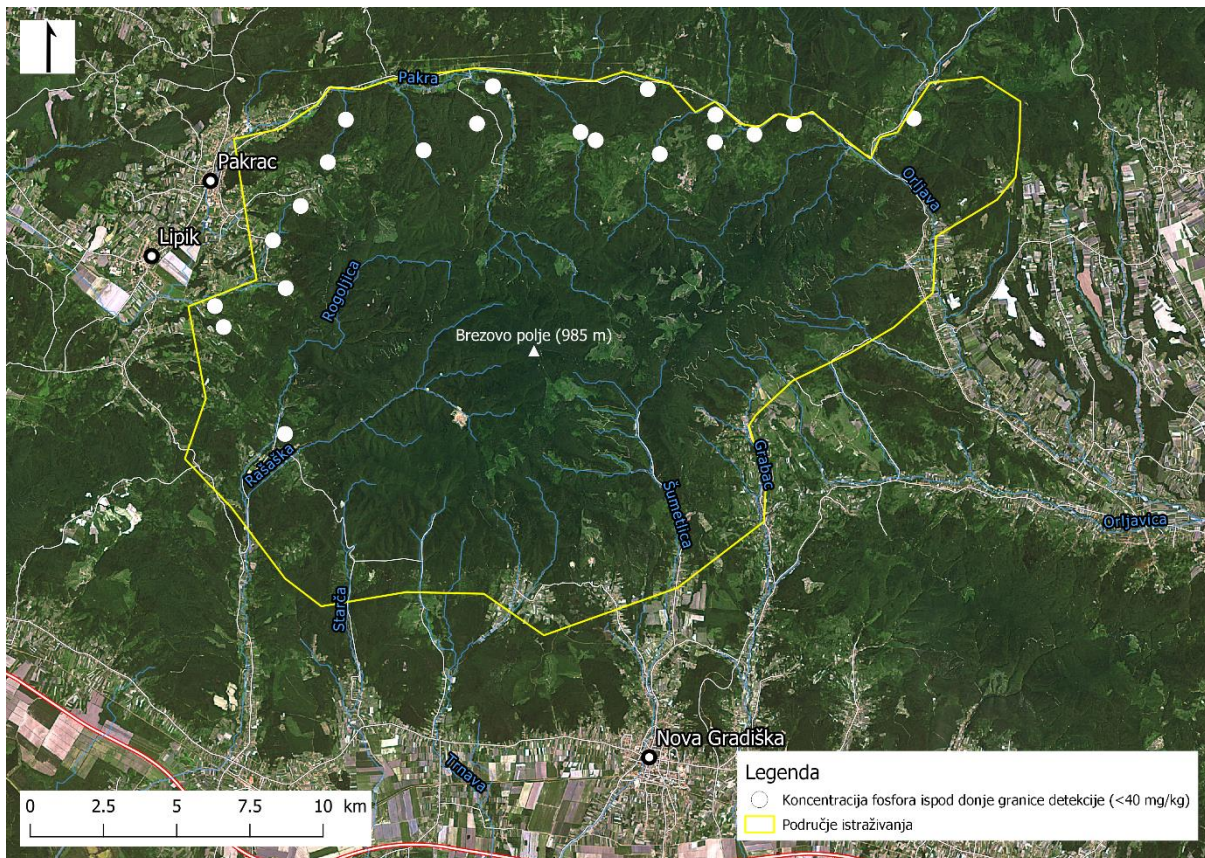 Pakra
Pakrac
Orljava
Lipik
Rogoljica
Brezovo polje (985 m)
Rašaška
Grabac
Šumetlica
Orljavica
Starča
Nova Gradiška
Trnava
Legenda
Koncentracija fosfora ispod donje granice detekcije (<40 mg/kg)
Područje istraživanja
0 2.5 5 7.5 10 km